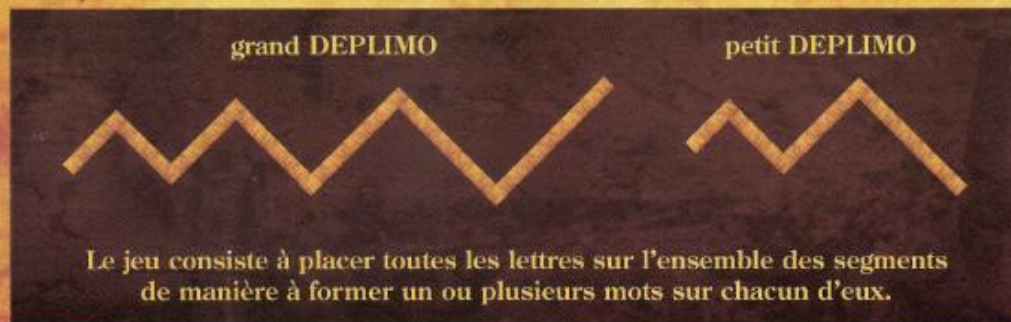 grand DEPLIMO
petit DEPLIMO
Le jeu consiste à placer toutes les lettres sur l'ensemble des segments
de manière à former un ou plusieurs mots sur chacun d'eux.